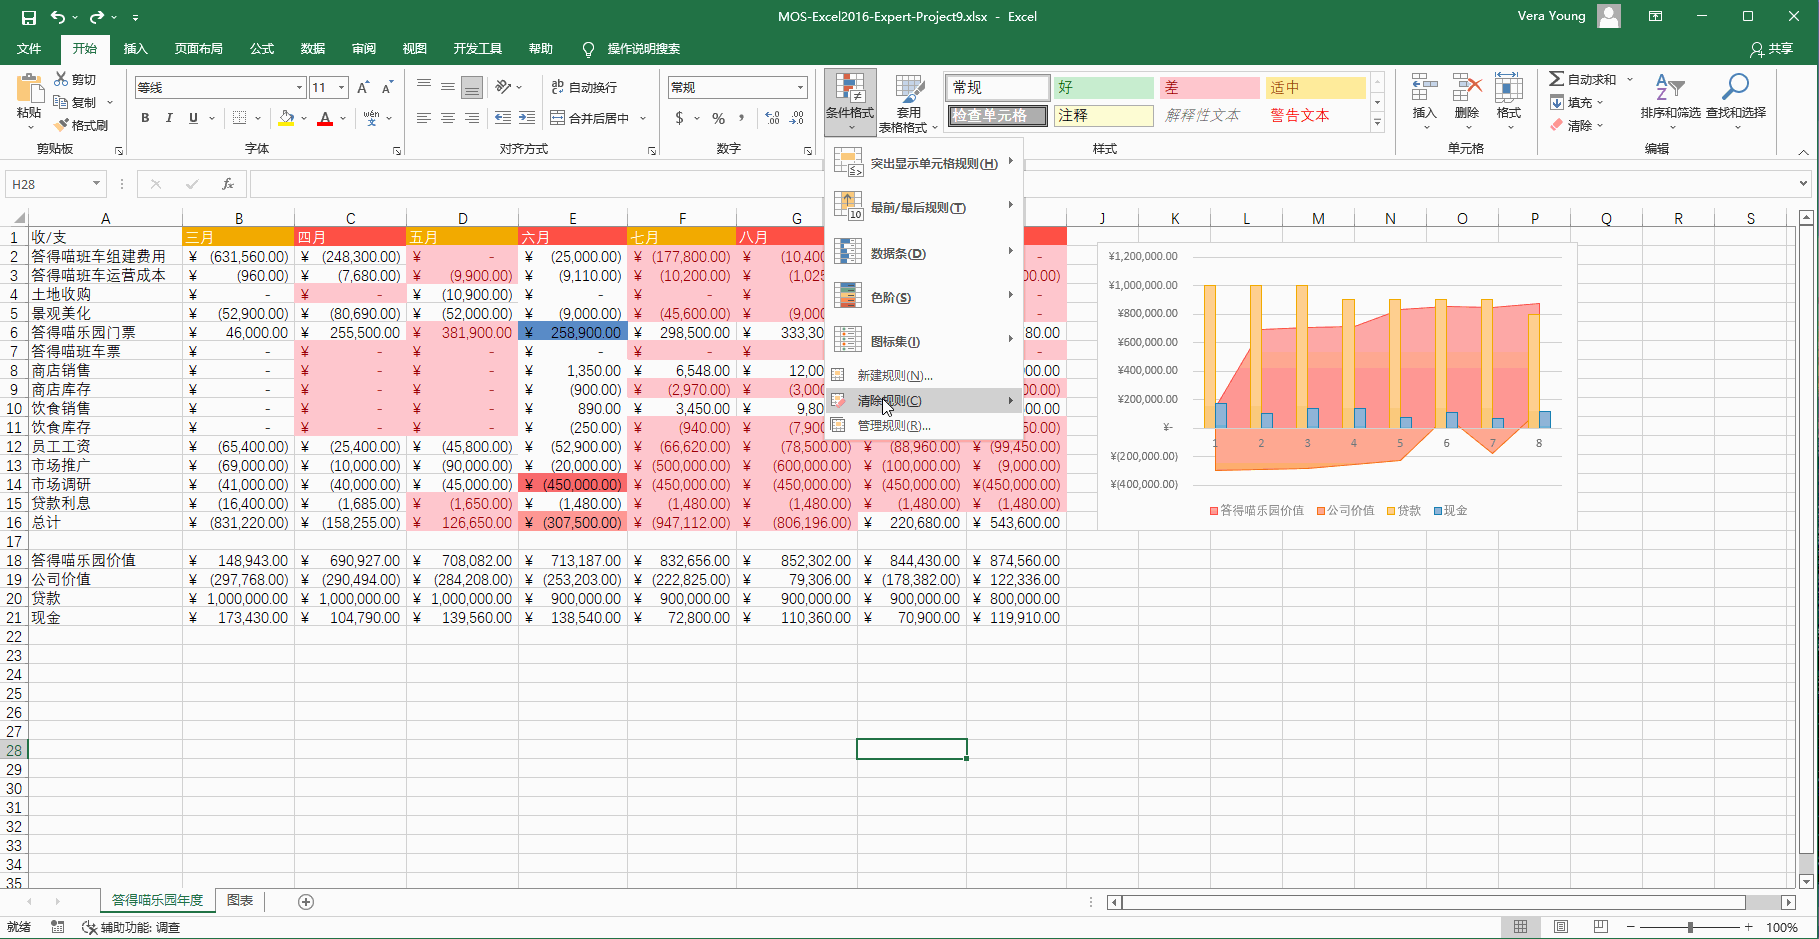 MOS-Excel2016-Expert-Project9.xlsx - Excel
Vera Young
文件 开始 插入 页面布局 公式 数据 审阅 视图 开发工具 帮助 操作说明搜索 共享
粘贴 剪切 复制 格式刷 剪贴板
等线 11 B I U A wén 文 字体
ab 自动换行 合并后居中 对齐方式
常规 $ % , 数字
条件格式 套用表格格式
常规 好 差 适中
检查单元格 注释 解释性文本 警告文本
样式
插入 删除 格式 单元格
自动求和 填充 清除 排序和筛选 查找和选择 编辑
突出显示单元格规则(H)
最前/最后规则(T)
数据条(D)
色阶(S)
图标集(I)
新建规则(N)...
清除规则(C)
管理规则(R)...
H28 fx
A B C D E F G J K L M N O P Q R S
1 收/支 三月 四月 五月 六月 七月 八月
2 答得喵班车组建费用 ¥ (631,560.00) ¥ (248,300.00) ¥ - ¥ (25,000.00) ¥ (177,800.00) ¥ (10,400 -
3 答得喵班车运营成本 ¥ (960.00) ¥ (7,680.00) ¥ (9,900.00) ¥ (9,110.00) ¥ (10,200.00) ¥ (1,025 00.00)
4 土地收购 ¥ - ¥ - ¥ (10,900.00) ¥ - ¥ - ¥ -
5 景观美化 ¥ (52,900.00) ¥ (80,690.00) ¥ (52,000.00) ¥ (9,000.00) ¥ (45,600.00) ¥ (9,000 -
6 答得喵乐园门票 ¥ 46,000.00 ¥ 255,500.00 ¥ 381,900.00 ¥ 258,900.00 ¥ 298,500.00 ¥ 333,30 80.00
7 答得喵班车票 ¥ - ¥ - ¥ - ¥ - ¥ - ¥ -
8 商店销售 ¥ - ¥ - ¥ - ¥ 1,350.00 ¥ 6,548.00 ¥ 12,00 00.00
9 商店库存 ¥ - ¥ - ¥ - ¥ (900.00) ¥ (2,970.00) ¥ (3,000 00.00)
10 饮食销售 ¥ - ¥ - ¥ - ¥ 890.00 ¥ 3,450.00 ¥ 9,80 00.00
11 饮食库存 ¥ - ¥ - ¥ - ¥ (250.00) ¥ (940.00) ¥ (7,900 50.00)
12 员工工资 ¥ (65,400.00) ¥ (25,400.00) ¥ (45,800.00) ¥ (52,900.00) ¥ (66,620.00) ¥ (78,500.00) ¥ (88,960.00) ¥ (99,450.00)
13 市场推广 ¥ (69,000.00) ¥ (10,000.00) ¥ (90,000.00) ¥ (20,000.00) ¥ (500,000.00) ¥ (600,000.00) ¥ (100,000.00) ¥ (9,000.00)
14 市场调研 ¥ (41,000.00) ¥ (40,000.00) ¥ (45,000.00) ¥ (450,000.00) ¥ (450,000.00) ¥ (450,000.00) ¥ (450,000.00) ¥(450,000.00)
15 贷款利息 ¥ (16,400.00) ¥ (1,685.00) ¥ (1,650.00) ¥ (1,480.00) ¥ (1,480.00) ¥ (1,480.00) ¥ (1,480.00) ¥ (1,480.00)
16 总计 ¥ (831,220.00) ¥ (158,255.00) ¥ 126,650.00 ¥ (307,500.00) ¥ (947,112.00) ¥ (806,196.00) ¥ 220,680.00 ¥ 543,600.00
17
18 答得喵乐园价值 ¥ 148,943.00 ¥ 690,927.00 ¥ 708,082.00 ¥ 713,187.00 ¥ 832,656.00 ¥ 852,302.00 ¥ 844,430.00 ¥ 874,560.00
19 公司价值 ¥ (297,768.00) ¥ (290,494.00) ¥ (284,208.00) ¥ (253,203.00) ¥ (222,825.00) ¥ 79,306.00 ¥ (178,382.00) ¥ 122,336.00
20 贷款 ¥ 1,000,000.00 ¥ 1,000,000.00 ¥ 1,000,000.00 ¥ 900,000.00 ¥ 900,000.00 ¥ 900,000.00 ¥ 900,000.00 ¥ 800,000.00
21 现金 ¥ 173,430.00 ¥ 104,790.00 ¥ 139,560.00 ¥ 138,540.00 ¥ 72,800.00 ¥ 110,360.00 ¥ 70,900.00 ¥ 119,910.00
22
23
24
25
26
27
28
29
30
31
32
33
34
35
¥1,200,000.00
¥1,000,000.00
¥800,000.00
¥600,000.00
¥400,000.00
¥200,000.00
¥-
¥(200,000.00)
¥(400,000.00)
1 2 3 4 5 6 7 8
答得喵乐园价值 公司价值 贷款 现金
答得喵乐园年度 图表
就绪 辅助功能: 调查 100%